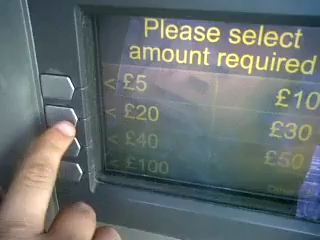 Please select
amount required
< £5 £10
< £20 £30
< £40 £50
< £100